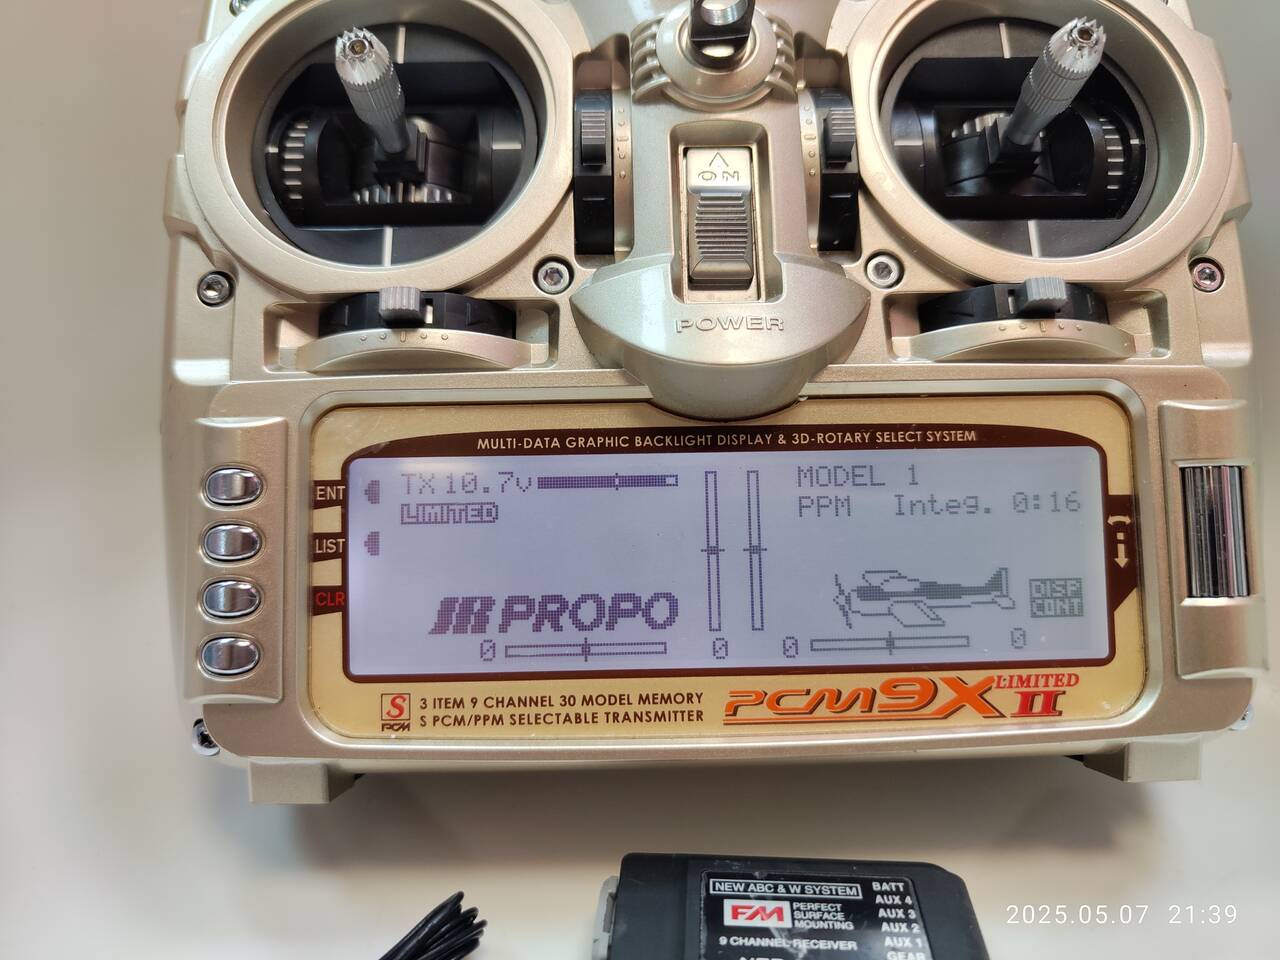 ON
POWER
MULTI-DATA GRAPHIC BACKLIGHT DISPLAY & 3D-ROTARY SELECT SYSTEM
ENT
LIST
CLR
TX 10.7v
LIMITED
JR PROPO
0 0
MODEL 1
PPM Integ. 0:16
DISP
CONT
0 0
S
PCM
3 ITEM 9 CHANNEL 30 MODEL MEMORY
S PCM/PPM SELECTABLE TRANSMITTER
PCM9X LIMITED
II
NEW ABC & W SYSTEM
FM
PERFECT
SURFACE
MOUNTING
9 CHANNEL RECEIVER
BATT
AUX 4
AUX 3
AUX 2
AUX 1
GEAR
2025.05.07 21:39